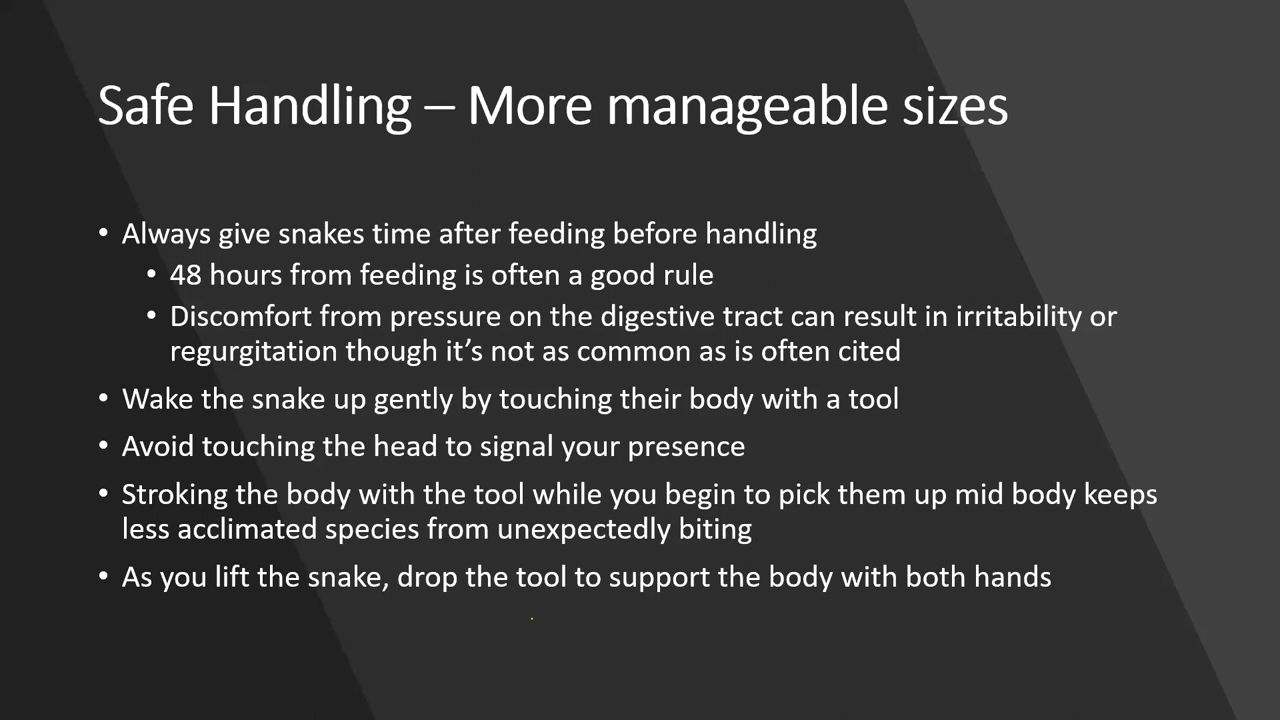 Safe Handling – More manageable sizes
• Always give snakes time after feeding before handling
• 48 hours from feeding is often a good rule
• Discomfort from pressure on the digestive tract can result in irritability or
regurgitation though it’s not as common as is often cited
• Wake the snake up gently by touching their body with a tool
• Avoid touching the head to signal your presence
• Stroking the body with the tool while you begin to pick them up mid body keeps
less acclimated species from unexpectedly biting
• As you lift the snake, drop the tool to support the body with both hands